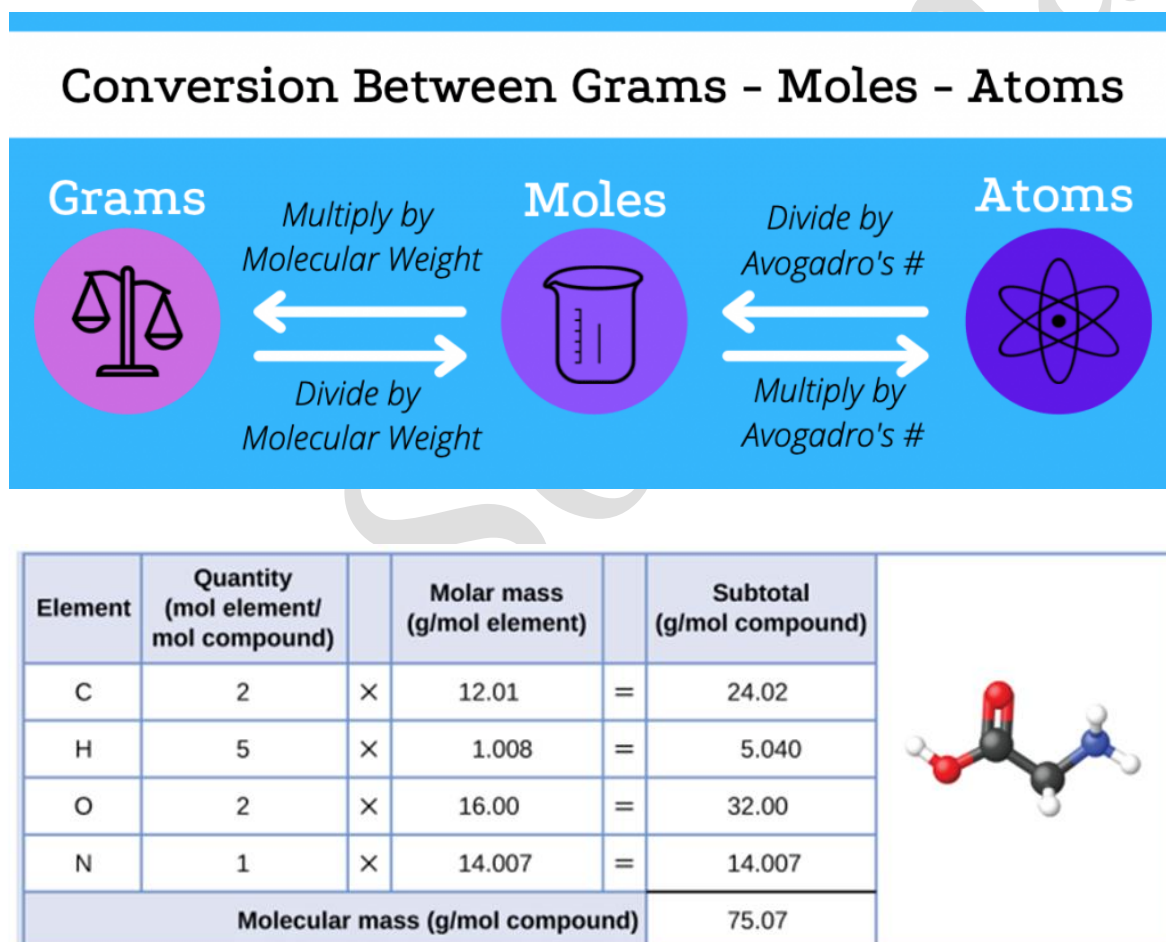 Conversion Between Grams - Moles - Atoms
Grams
Multiply by
Molecular Weight
Moles
Divide by
Avogadro's #
Atoms
Divide by
Molecular Weight
Multiply by
Avogadro's #
Element Quantity (mol element/ mol compound) Molar mass (g/mol element) Subtotal (g/mol compound)
C 2 × 12.01 = 24.02
H 5 × 1.008 = 5.040
O 2 × 16.00 = 32.00
N 1 × 14.007 = 14.007
Molecular mass (g/mol compound) 75.07